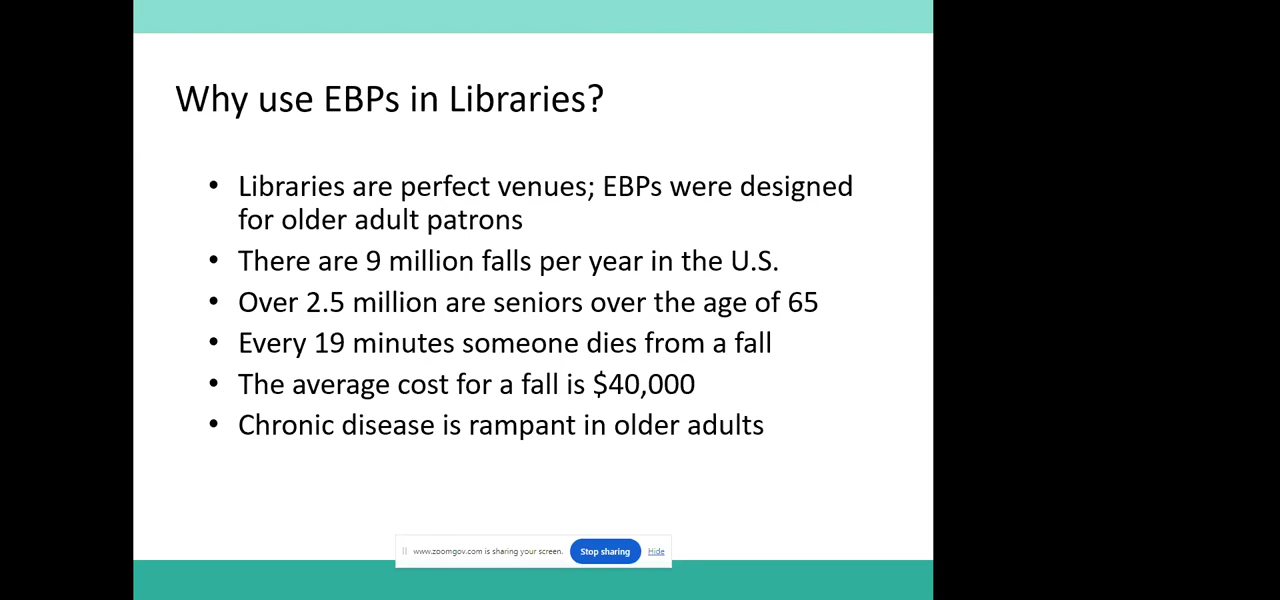 Why use EBPs in Libraries?
• Libraries are perfect venues; EBPs were designed
for older adult patrons
• There are 9 million falls per year in the U.S.
• Over 2.5 million are seniors over the age of 65
• Every 19 minutes someone dies from a fall
• The average cost for a fall is $40,000
• Chronic disease is rampant in older adults
www.zoomgov.com is sharing your screen. Stop sharing Hide